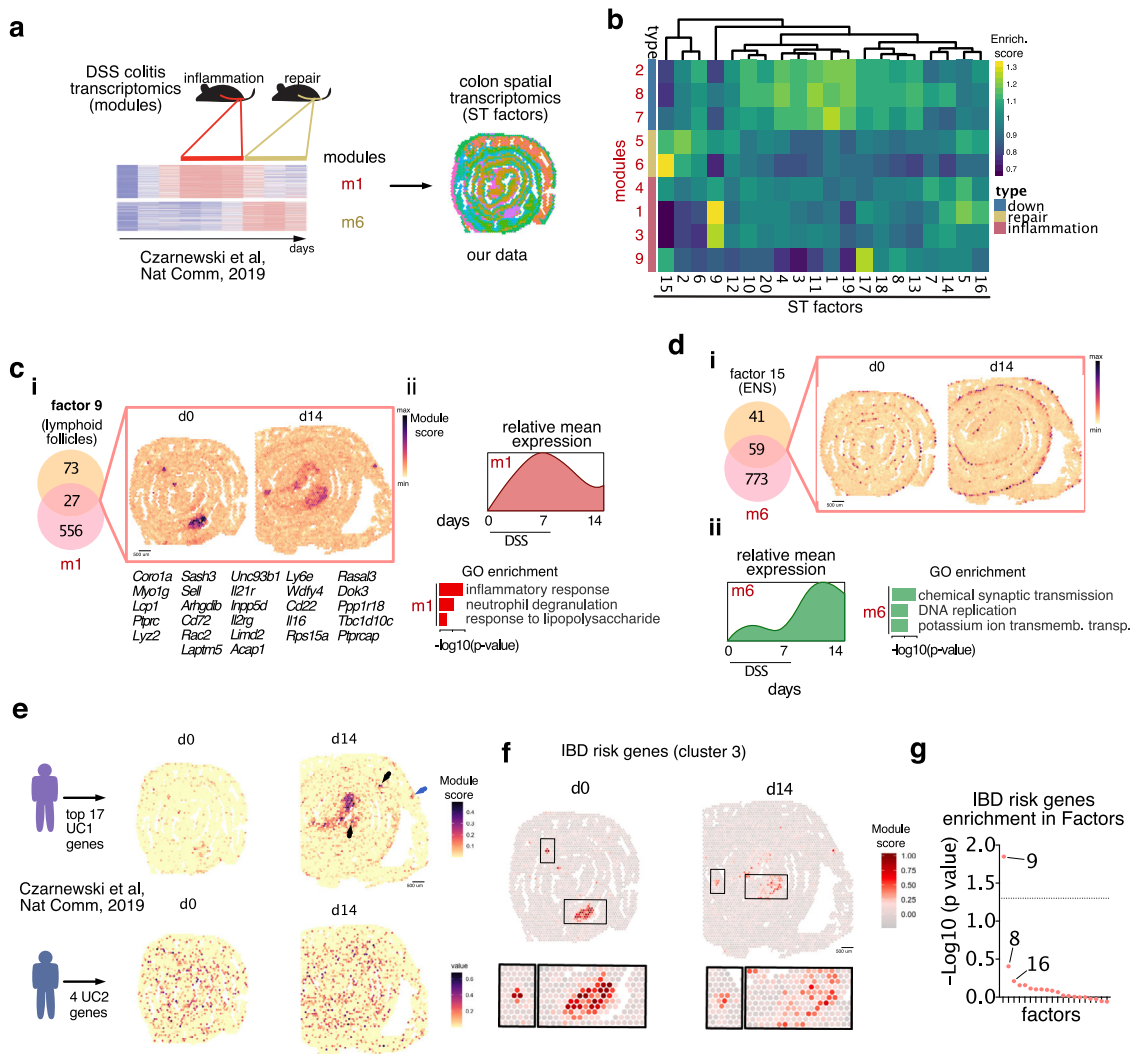 a
DSS colitis
transcriptomics
(modules)
inflammation
repair
modules
m1
m6
days
Czarnewski et al,
Nat Comm, 2019
colon spatial
transcriptomics
(ST factors)
our data
b
type
Enrich.
score
1.3
1.2
1.1
1
0.9
0.8
0.7
modules
2
8
7
5
6
4
1
3
9
type
down
repair
inflammation
15 2 6 9 12 10 20 4 3 11 1 19 17 18 8 13 7 14 5 16
ST factors
c
i
factor 9
(lymphoid
follicles)
73
27
556
m1
d0
d14
500 um
max
Module
score
min
Coro1a Sash3 Unc93b1 Ly6e Rasal3
Myo1g Sell Il21r Wdfy4 Dok3
Lcp1 Arhgdib Inpp5d Cd22 Ppp1r18
Ptprc Cd72 Il2rg Il16 Tbc1d10c
Lyz2 Rac2 Limd2 Rps15a Ptprcap
Laptm5 Acap1
ii
relative mean
expression
m1
days 0 7 14
DSS
GO enrichment
m1
inflammatory response
neutrophil degranulation
response to lipopolysaccharide
-log10(p-value)
d
i
factor 15
(ENS)
41
59
773
m6
d0
d14
500 um
max
min
ii
relative mean
expression
m6
0 7 14
DSS
days
GO enrichment
m6
chemical synaptic transmission
DNA replication
potassium ion transmemb. transp.
-log10(p-value)
e
d0
d14
top 17
UC1
genes
Module
score
0.4
0.3
0.2
0.1
500 um
Czarnewski et al,
Nat Comm, 2019
d0
d14
4 UC2
genes
value
0.6
0.4
0.2
f
IBD risk genes (cluster 3)
d0
d14
Module
score
1.00
0.75
0.50
0.25
0.00
500 um
g
IBD risk genes
enrichment in Factors
−Log10 (p value)
2.0
1.5
1.0
0.5
0.0
9
8
16
factors